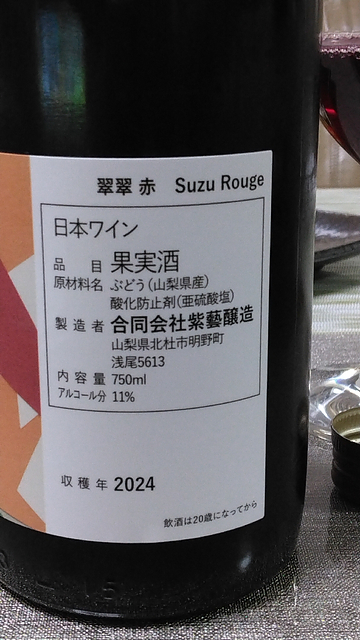 翠翠 赤 Suzu Rouge
日本ワイン
品目 果実酒
原材料名 ぶどう(山梨県産)
酸化防止剤(亜硫酸塩)
製造者 合同会社紫藝醸造
山梨県北杜市明野町
浅尾5613
内容量 750ml
アルコール分 11%
収穫年 2024
飲酒は20歳になってから